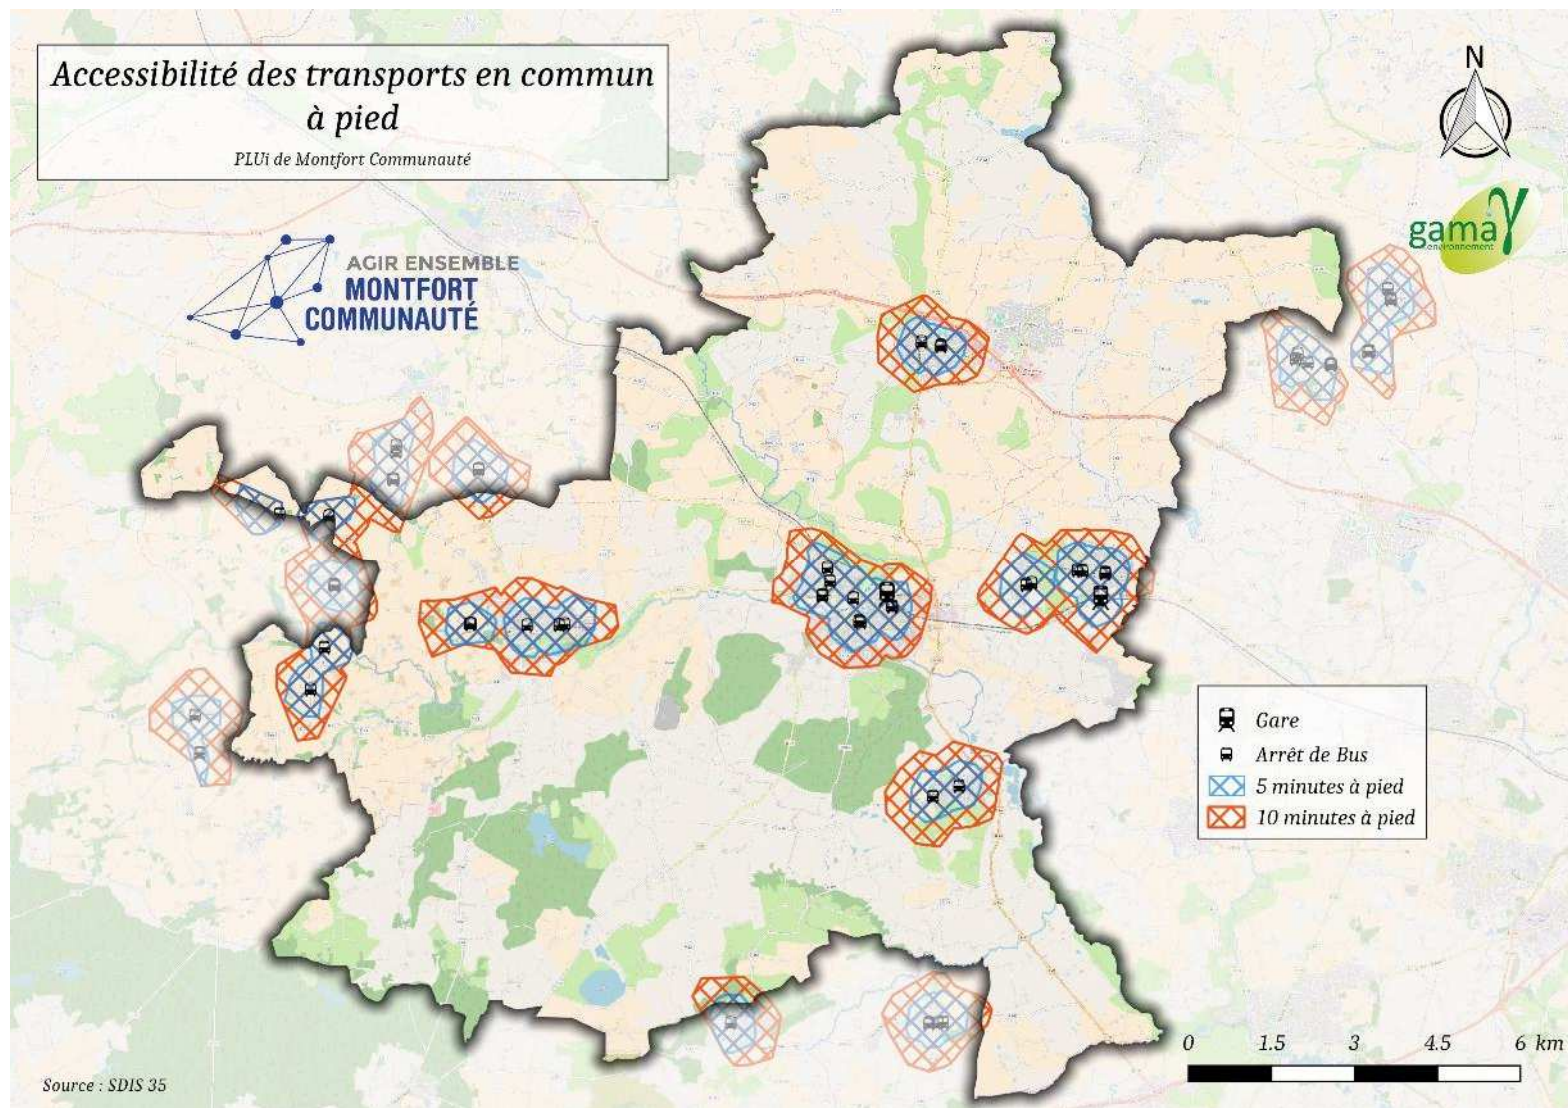 Accessibilité des transports en commun
à pied
PLUi de Montfort Communauté
N
gama
environnement
AGIR ENSEMBLE
MONTFORT
COMMUNAUTÉ
Gare
Arrêt de Bus
5 minutes à pied
10 minutes à pied
0 1.5 3 4.5 6 km
Source : SDIS 35